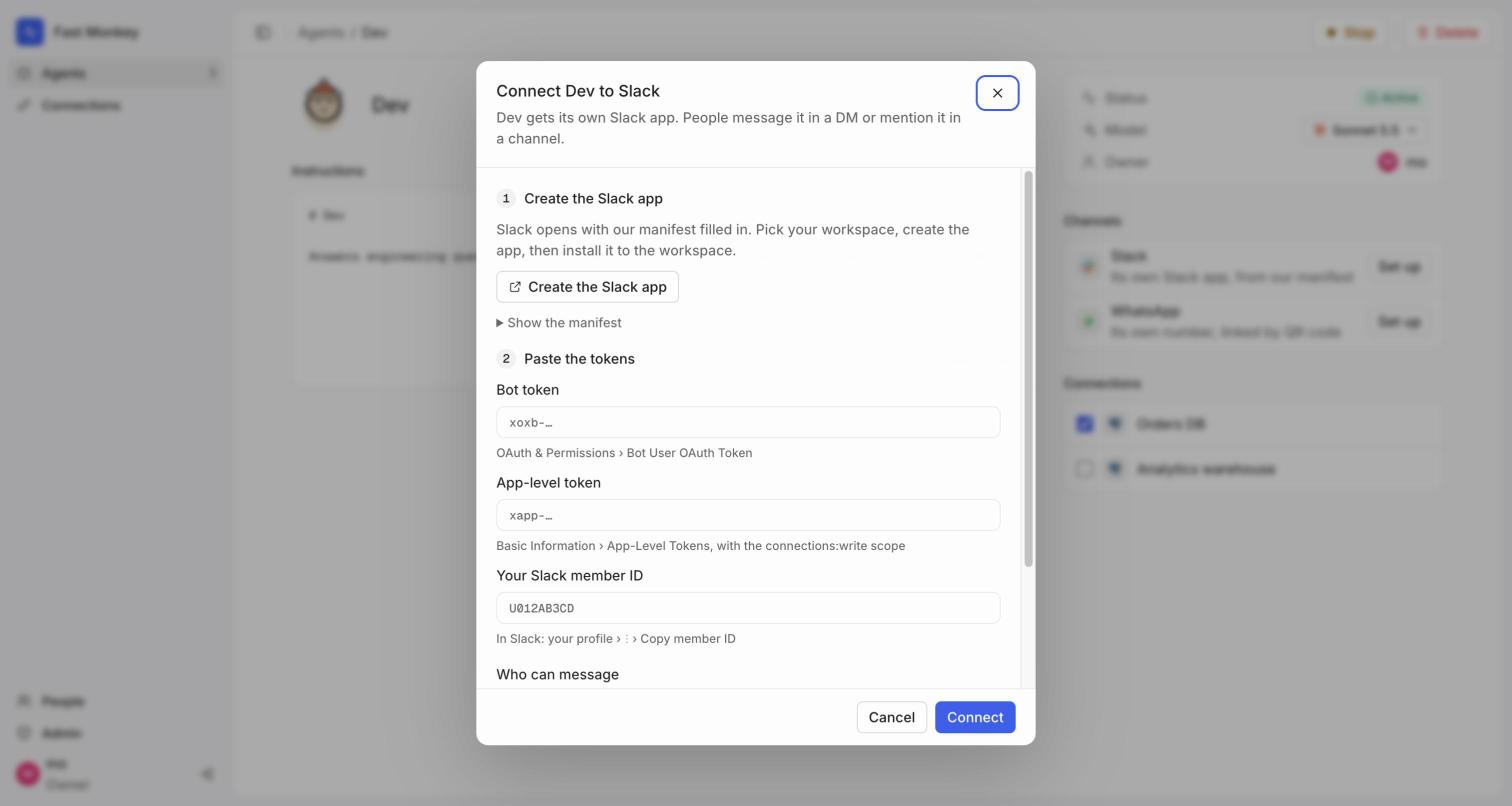 Fast Monkey
Agents / Dev
Stop
Delete
Agents
Connections
Dev
Instructions
# Dev
Answers engineering
Status
Active
Model
Sonnet 5.5
Owner
mo
Channels
Slack
Its own Slack app, from our manifest
Set up
WhatsApp
Its own number, linked by QR code
Set up
Connections
Orders DB
Analytics warehouse
Connect Dev to Slack
Dev gets its own Slack app. People message it in a DM or mention it in
a channel.
1 Create the Slack app
Slack opens with our manifest filled in. Pick your workspace, create the
app, then install it to the workspace.
Create the Slack app
▶ Show the manifest
2 Paste the tokens
Bot token
xoxb-…
OAuth & Permissions › Bot User OAuth Token
App-level token
xapp-…
Basic Information › App-Level Tokens, with the connections:write scope
Your Slack member ID
U012AB3CD
In Slack: your profile › ⋮ › Copy member ID
Who can message
Cancel
Connect
People
Admin
mo
Owner